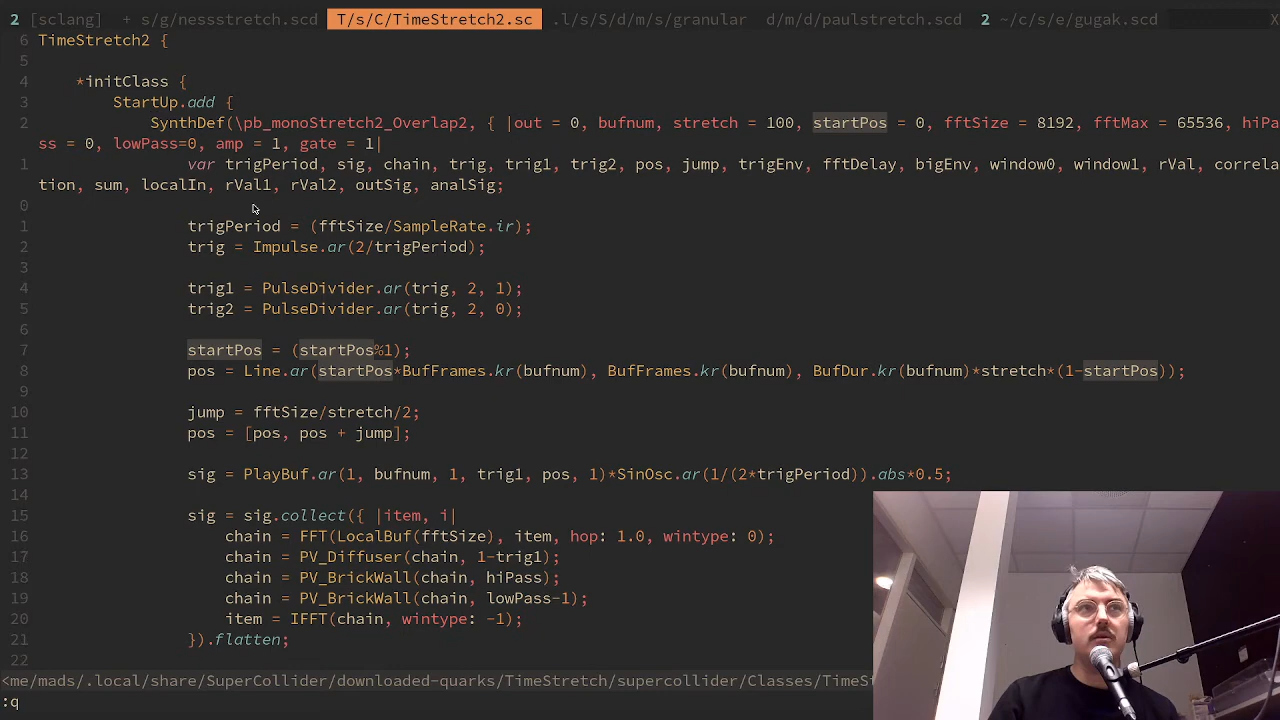 2 [sclang] + s/g/nessstretch.scd T/s/C/TimeStretch2.sc .l/s/S/d/m/s/granular d/m/d/paulstretch.scd 2 ~/c/s/e/gugak.scd X
6 TimeStretch2 {
5
4 *initClass {
3 StartUp.add {
2 SynthDef(\pb_monoStretch2_Overlap2, { |out = 0, bufnum, stretch = 100, startPos = 0, fftSize = 8192, fftMax = 65536, hiPa
ss = 0, lowPass=0, amp = 1, gate = 1|
1 var trigPeriod, sig, chain, trig, trig1, trig2, pos, jump, trigEnv, fftDelay, bigEnv, window0, window1, rVal, correla
tion, sum, localIn, rVal1, rVal2, outSig, analSig;
0
1 trigPeriod = (fftSize/SampleRate.ir);
2 trig = Impulse.ar(2/trigPeriod);
3
4 trig1 = PulseDivider.ar(trig, 2, 1);
5 trig2 = PulseDivider.ar(trig, 2, 0);
6
7 startPos = (startPos%1);
8 pos = Line.ar(startPos*BufFrames.kr(bufnum), BufFrames.kr(bufnum), BufDur.kr(bufnum)*stretch*(1-startPos));
9
10 jump = fftSize/stretch/2;
11 pos = [pos, pos + jump];
12
13 sig = PlayBuf.ar(1, bufnum, 1, trig1, pos, 1)*SinOsc.ar(1/(2*trigPeriod)).abs*0.5;
14
15 sig = sig.collect({ |item, i|
16 chain = FFT(LocalBuf(fftSize), item, hop: 1.0, wintype: 0);
17 chain = PV_Diffuser(chain, 1-trig1);
18 chain = PV_BrickWall(chain, hiPass);
19 chain = PV_BrickWall(chain, lowPass-1);
20 item = IFFT(chain, wintype: -1);
21 }).flatten;
22
<me/mads/.local/share/SuperCollider/downloaded-quarks/TimeStretch/supercollider/Classes/TimeSt
:q